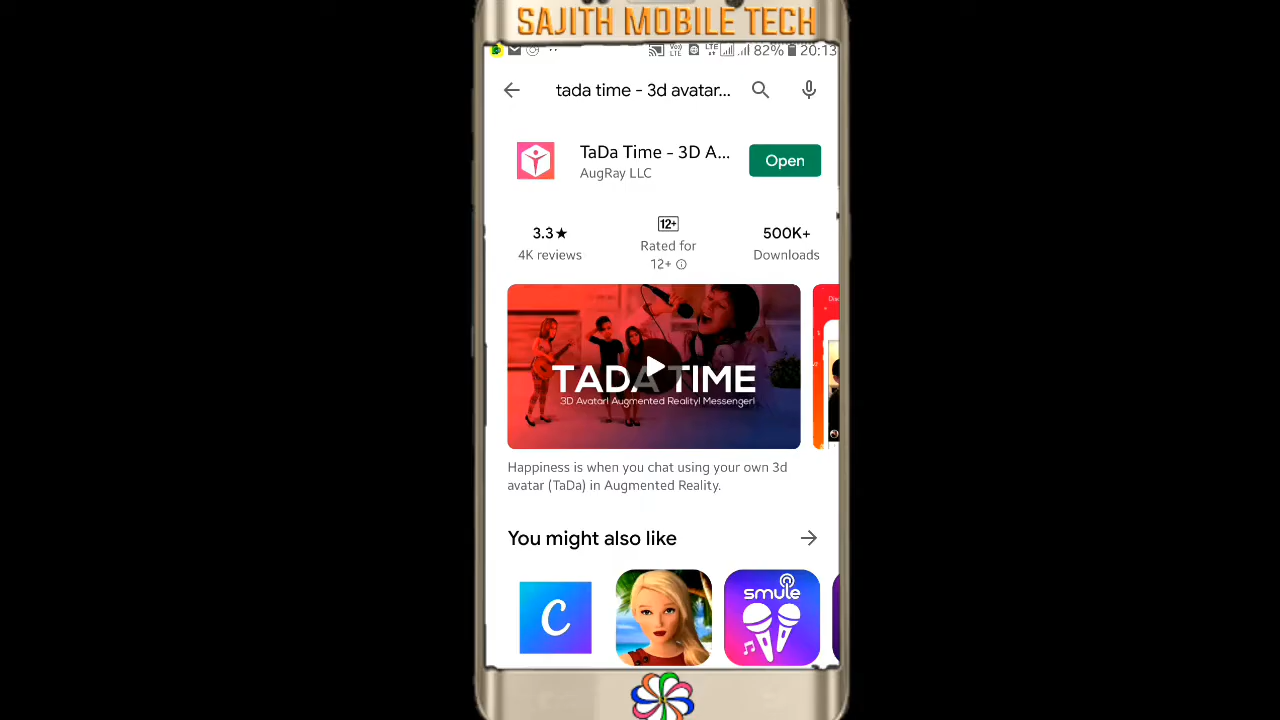 SAJITH MOBILE TECH
82% 20:13
tada time - 3d avatar...
TaDa Time - 3D A...
Open
AugRay LLC
3.3★
4K reviews
12+
Rated for
12+
500K+
Downloads
TADA TIME
3D Avatar! Augmented Reality! Messenger!
Happiness is when you chat using your own 3d
avatar (TaDa) in Augmented Reality.
You might also like
C
smule